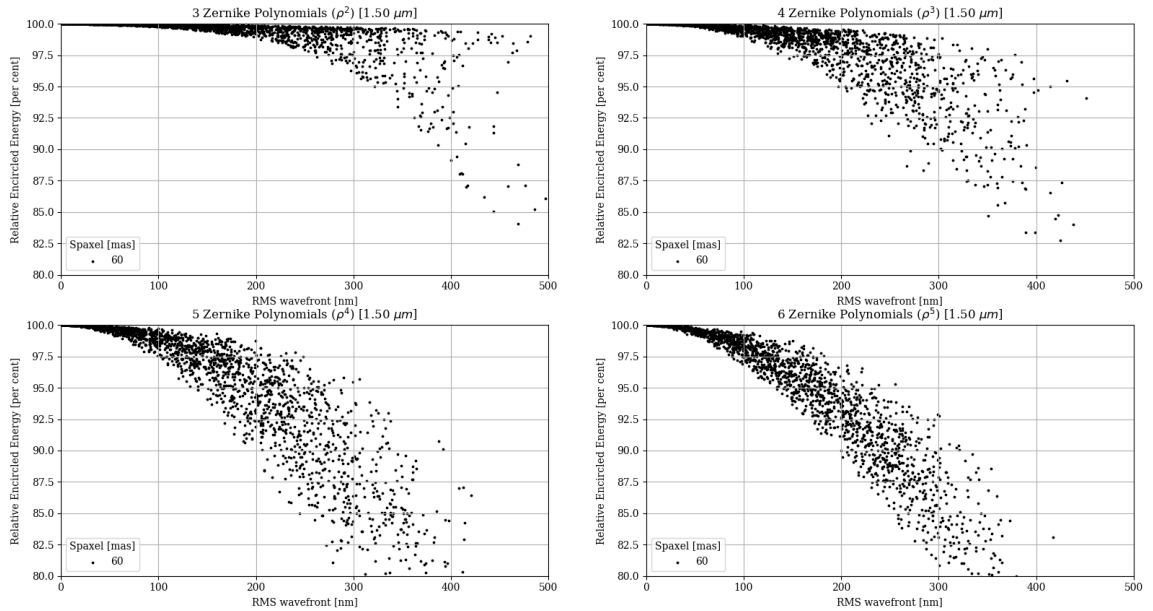 3 Zernike Polynomials (ρ²) [1.50 μm]
Relative Encircled Energy [per cent]
100.0
97.5
95.0
92.5
90.0
87.5
85.0
82.5
80.0
Spaxel [mas]
60
0 100 200 300 400 500
RMS wavefront [nm]
4 Zernike Polynomials (ρ³) [1.50 μm]
Relative Encircled Energy [per cent]
100.0
97.5
95.0
92.5
90.0
87.5
85.0
82.5
80.0
Spaxel [mas]
60
0 100 200 300 400 500
RMS wavefront [nm]
5 Zernike Polynomials (ρ⁴) [1.50 μm]
Relative Encircled Energy [per cent]
100.0
97.5
95.0
92.5
90.0
87.5
85.0
82.5
80.0
Spaxel [mas]
60
0 100 200 300 400 500
RMS wavefront [nm]
6 Zernike Polynomials (ρ⁵) [1.50 μm]
Relative Encircled Energy [per cent]
100.0
97.5
95.0
92.5
90.0
87.5
85.0
82.5
80.0
Spaxel [mas]
60
0 100 200 300 400 500
RMS wavefront [nm]